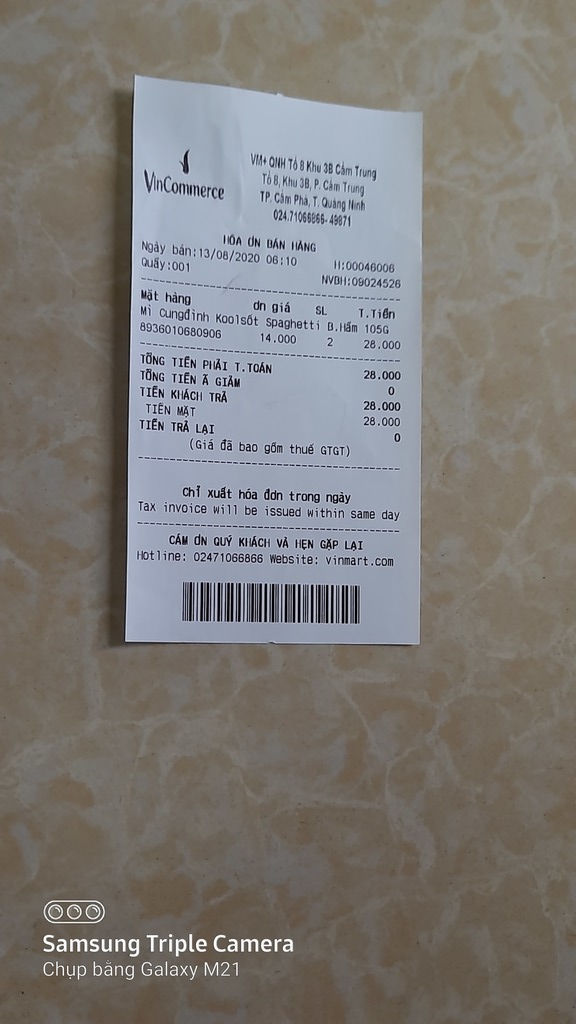 VinCommerce
VM+ QNH Tổ 8 Khu 3B Cẩm Trung
Tổ 8, Khu 3B, P. Cẩm Trung
TP. Cẩm Phả, T. Quảng Ninh
024.71066866-49871
HÓA ƠN BÁN HÀNG
Ngày bán:13/08/2020 06:10 H:00046006
Quầy:001 NVBH:09024526
Mặt hàng ơn giá SL T.Tiền
Mì Cungđình Koolsốt Spaghetti B.Hầm 105G
8936010680906 14.000 2 28.000
TỔNG TIỀN PHẢI T.TOÁN 28.000
TỔNG TIỀN Ã GIẢM 0
TIỀN KHÁCH TRẢ 28.000
TIỀN MẶT 28.000
TIỀN TRẢ LẠI 0
(Giá đã bao gồm thuế GTGT)
Chỉ xuất hóa đơn trong ngày
Tax invoice will be issued within same day
CẢM ƠN QUÝ KHÁCH VÀ HẸN GẶP LẠI
Hotline: 02471066866 Website: vinmart.com
Samsung Triple Camera
Chụp bằng Galaxy M21